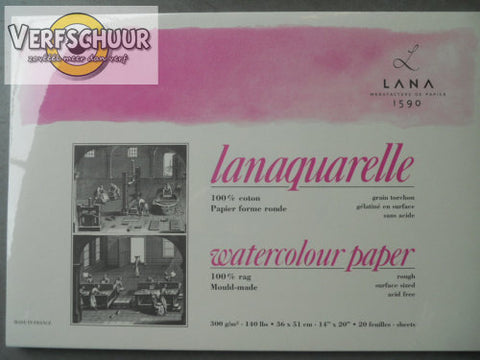 VERFSCHUUR
zoveel meer dan verf
L
LANA
MANUFACTURE DE PAPIER
1590
lanaquarelle
100% coton
Papier forme ronde
grain torchon
gélatiné en surface
sans acide
watercolour paper
100% rag
Mould-made
rough
surface sized
acid free
MADE IN FRANCE
300 g/m² - 140 lbs • 36 x 51 cm - 14" x 20" • 20 feuilles - sheets